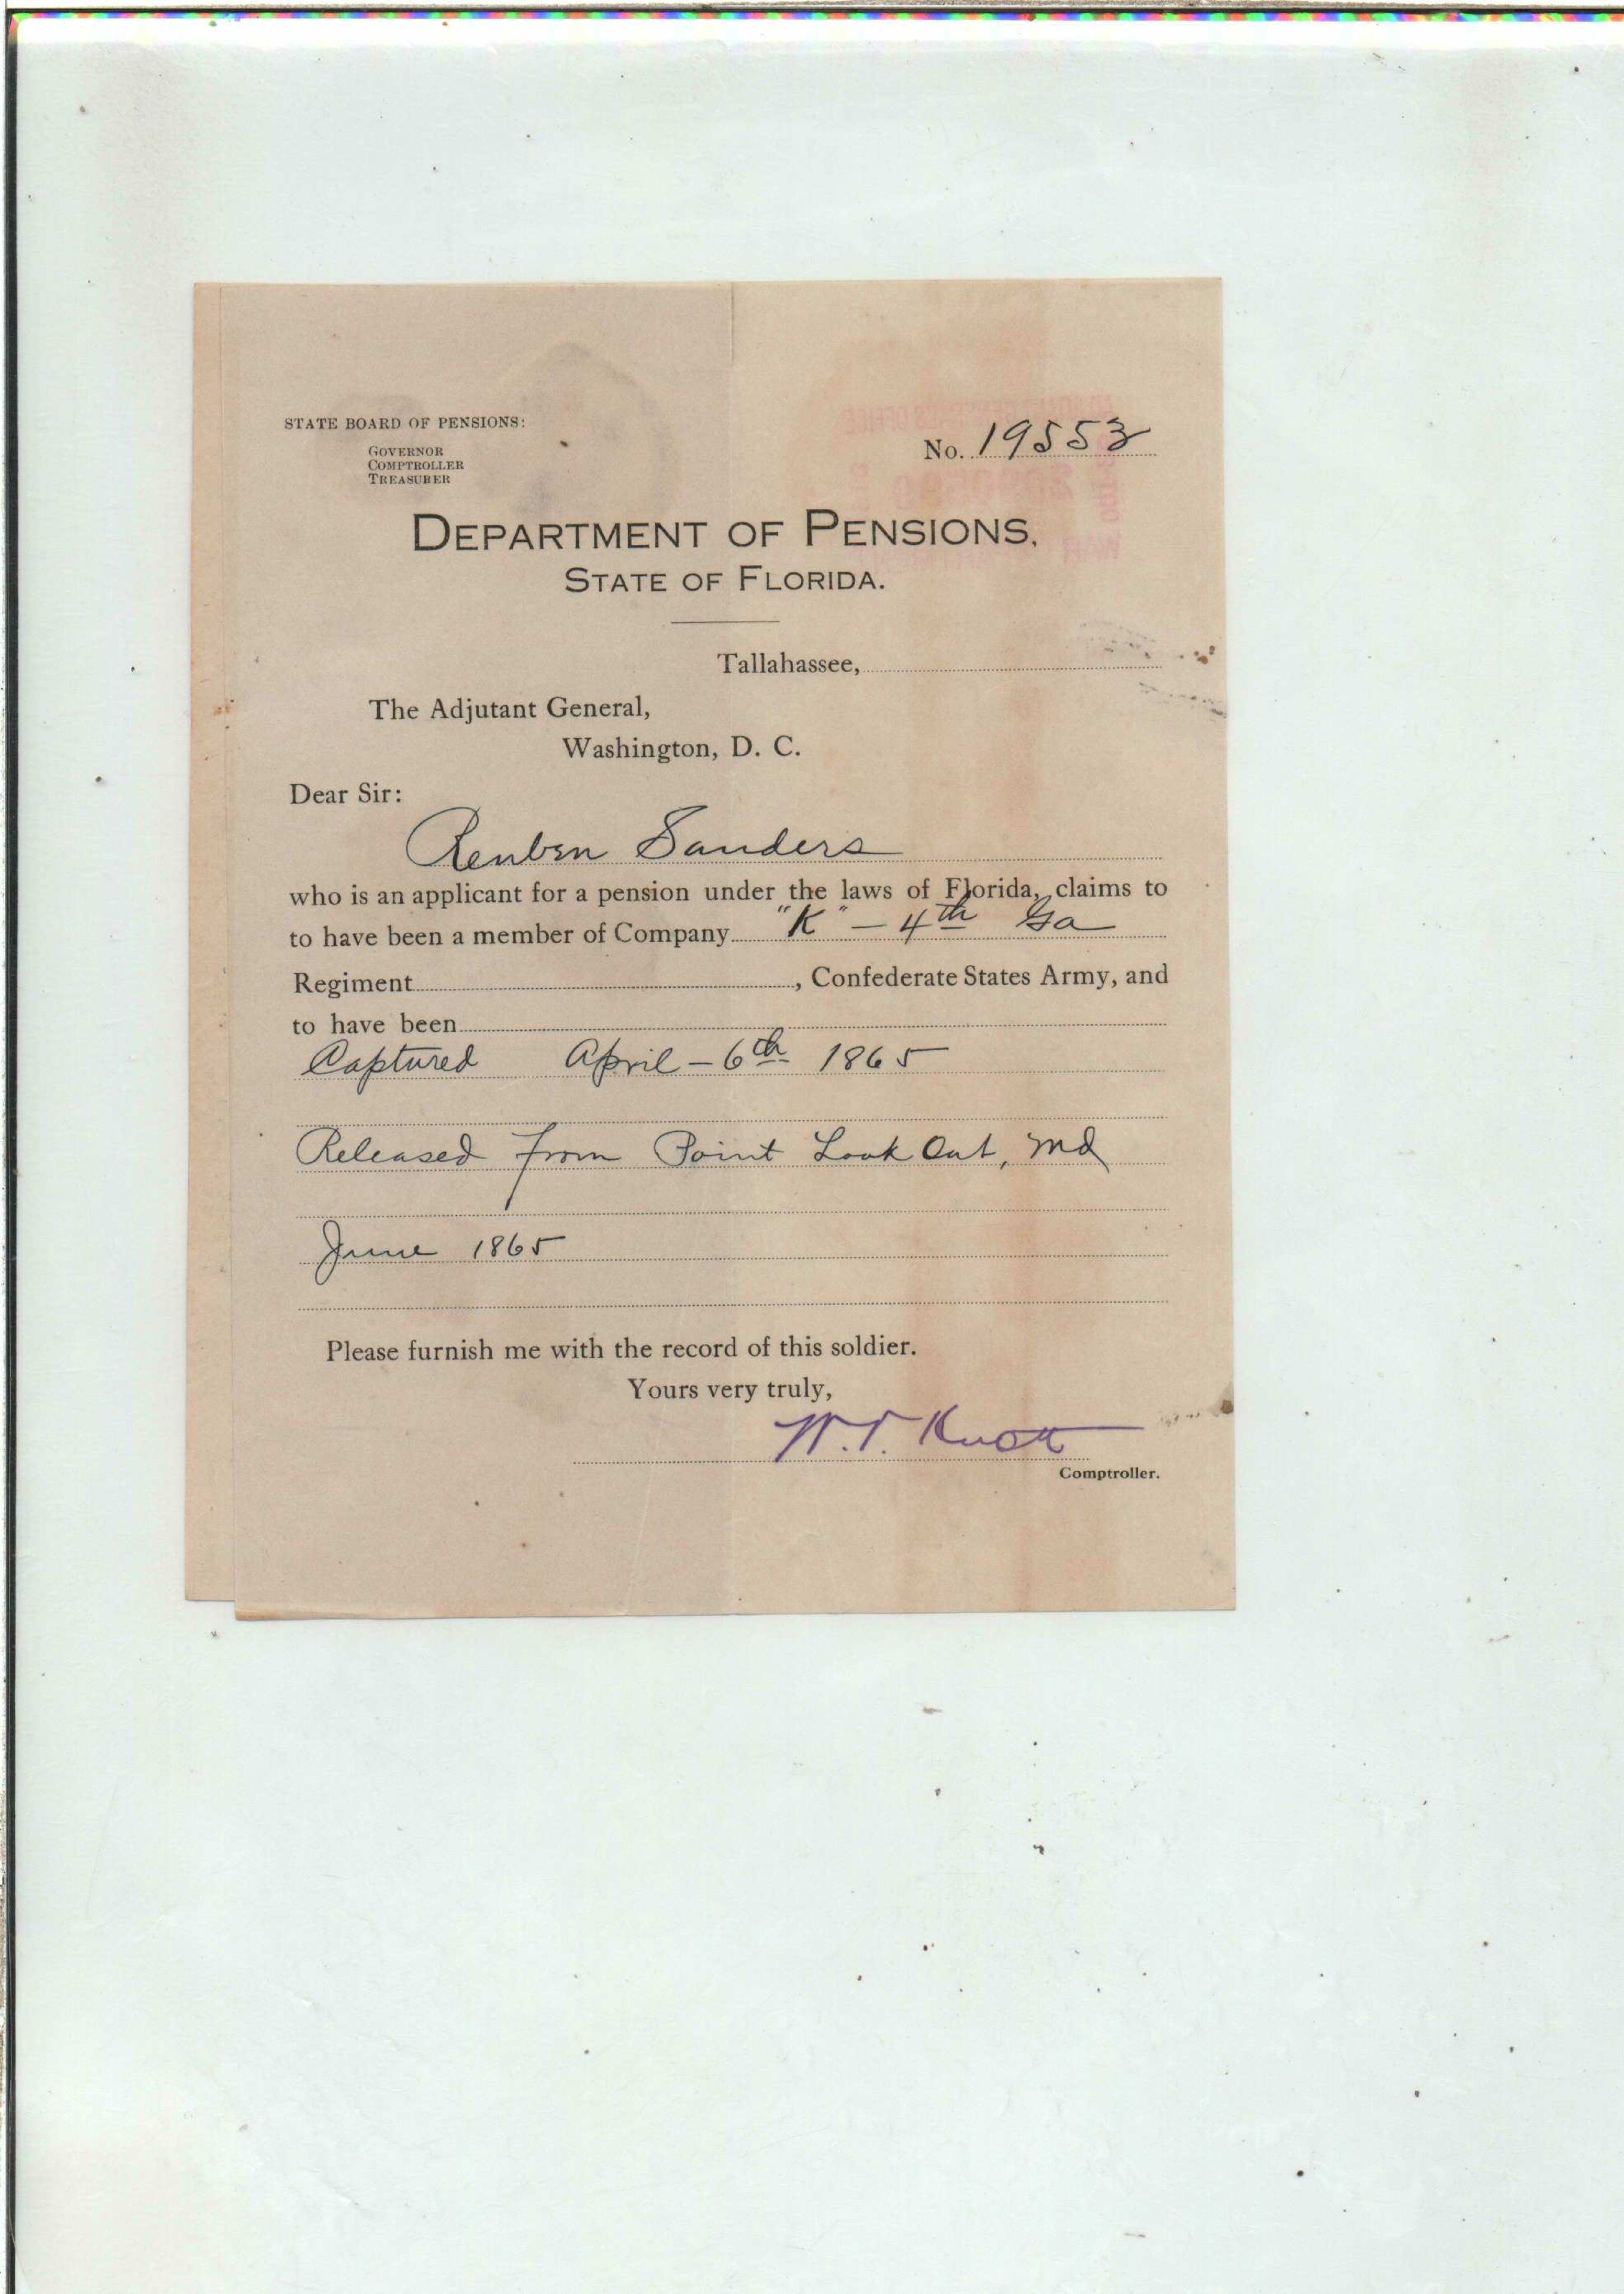 STATE BOARD OF PENSIONS:
GOVERNOR
COMPTROLLER
TREASURER
No. 19553
DEPARTMENT OF PENSIONS,
STATE OF FLORIDA.
Tallahassee,
The Adjutant General,
Washington, D. C.
Dear Sir:
Reuben Sanders
who is an applicant for a pension under the laws of Florida, claims to
to have been a member of Company "K" - 4th Ga
Regiment , Confederate States Army, and
to have been
Captured April - 6th 1865
Released from Point Look Out, Md
June 1865
Please furnish me with the record of this soldier.
Yours very truly,
W.V. Knott
Comptroller.